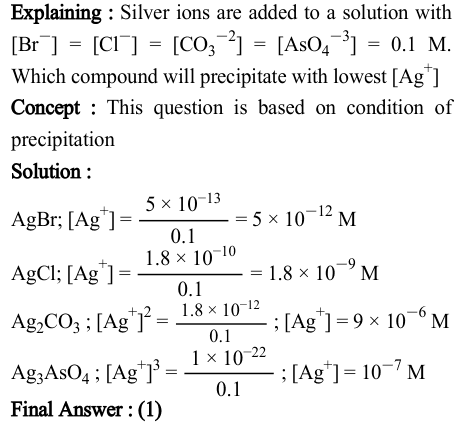 Explaining : Silver ions are added to a solution with
[Br⁻] = [Cl⁻] = [CO₃⁻²] = [AsO₄⁻³] = 0.1 M.
Which compound will precipitate with lowest [Ag⁺]
Concept : This question is based on condition of
precipitation
Solution :
AgBr; [Ag⁺] = 5 × 10⁻¹³ / 0.1 = 5 × 10⁻¹² M
AgCl; [Ag⁺] = 1.8 × 10⁻¹⁰ / 0.1 = 1.8 × 10⁻⁹ M
Ag₂CO₃ ; [Ag⁺]² = 1.8 × 10⁻¹² / 0.1 ; [Ag⁺] = 9 × 10⁻⁶ M
Ag₃AsO₄ ; [Ag⁺]³ = 1 × 10⁻²² / 0.1 ; [Ag⁺] = 10⁻⁷ M
Final Answer : (1)